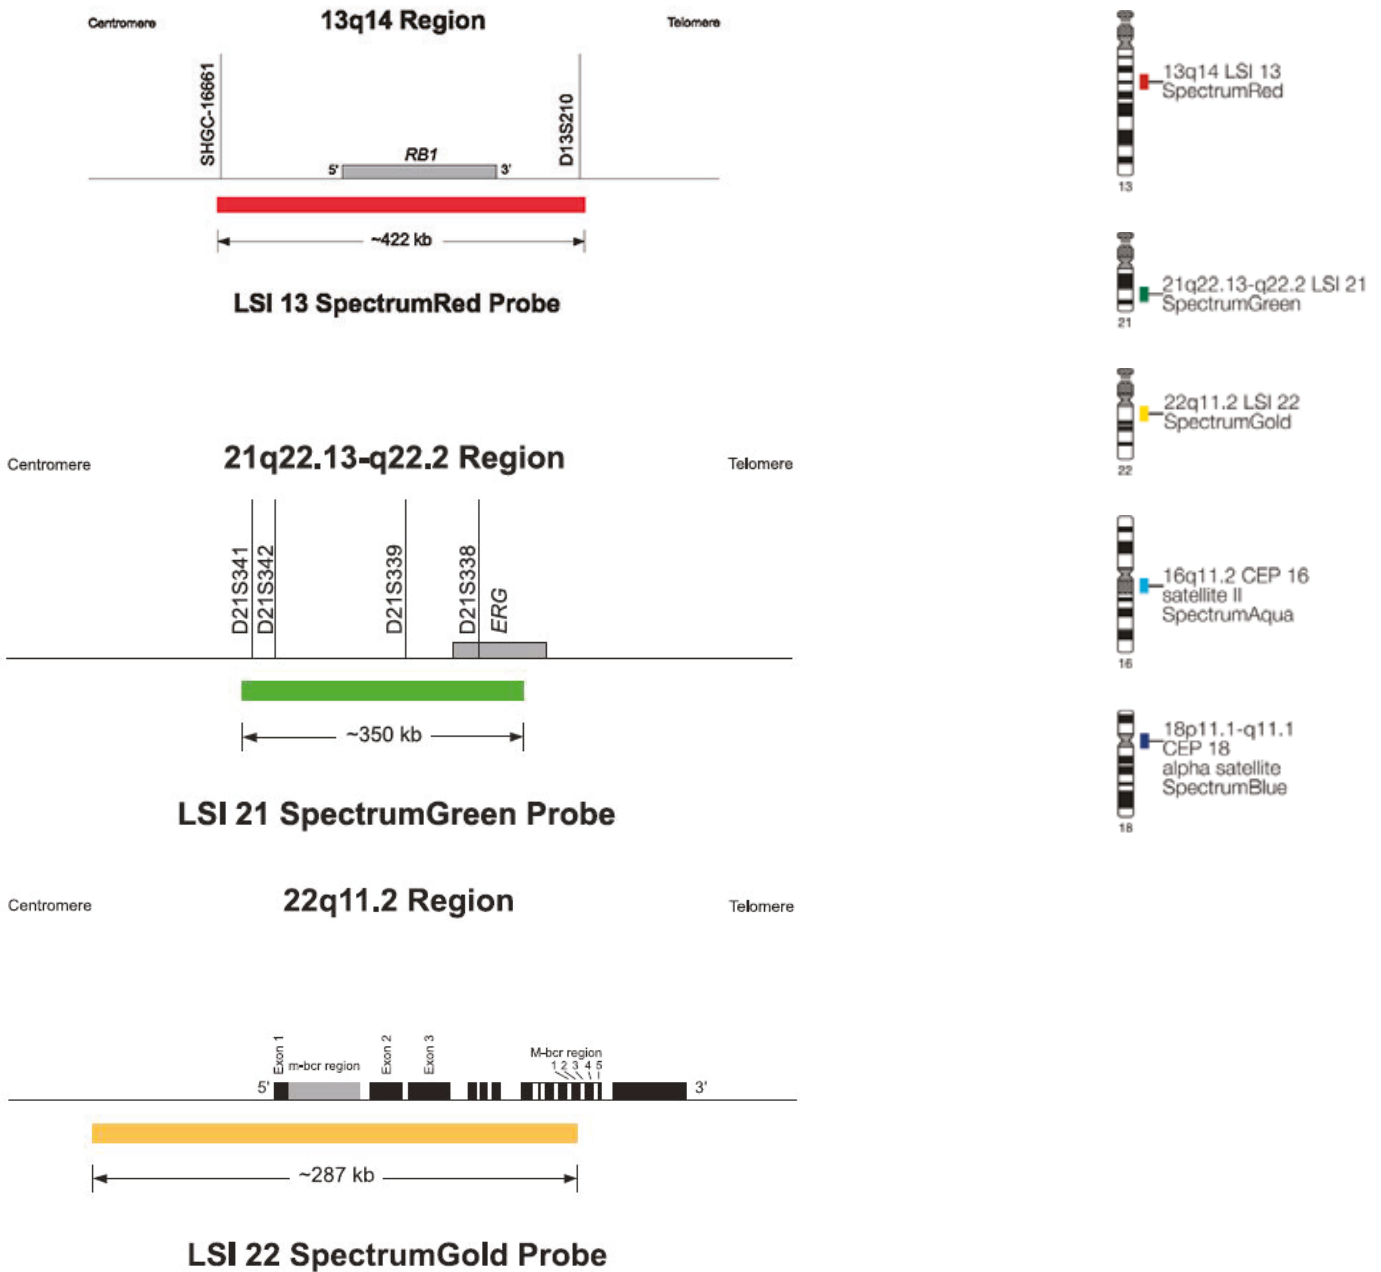 Centromere
13q14 Region
Telomere
SHGC-16661
D13S210
RB1
5'
3'
~422 kb
LSI 13 SpectrumRed Probe
Centromere
21q22.13-q22.2 Region
Telomere
D21S341
D21S342
D21S339
D21S338
ERG
~350 kb
LSI 21 SpectrumGreen Probe
Centromere
22q11.2 Region
Telomere
Exon 1
m-bcr region
Exon 2
Exon 3
M-bcr region
1 2 3 4 5
5'
3'
~287 kb
LSI 22 SpectrumGold Probe
13q14 LSI 13
SpectrumRed
13
21q22.13-q22.2 LSI 21
SpectrumGreen
21
22q11.2 LSI 22
SpectrumGold
22
16q11.2 CEP 16
satellite II
SpectrumAqua
16
18p11.1-q11.1
CEP 18
alpha satellite
SpectrumBlue
18